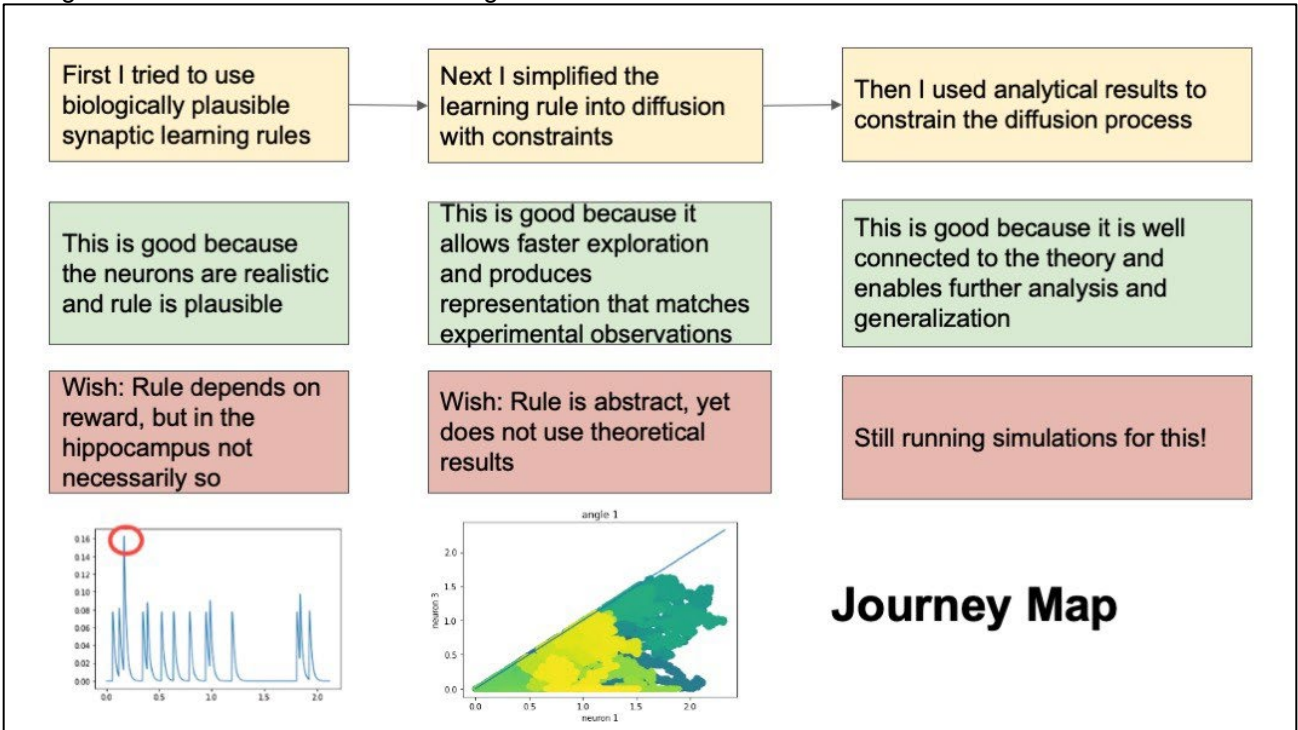 First I tried to use
biologically plausible
synaptic learning rules
Next I simplified the
learning rule into diffusion
with constraints
Then I used analytical results to
constrain the diffusion process
This is good because
the neurons are realistic
and rule is plausible
This is good because it
allows faster exploration
and produces
representation that matches
experimental observations
This is good because it is well
connected to the theory and
enables further analysis and
generalization
Wish: Rule depends on
reward, but in the
hippocampus not
necessarily so
Wish: Rule is abstract, yet
does not use theoretical
results
Still running simulations for this!
0.16
0.14
0.12
0.10
0.08
0.06
0.04
0.02
0.00
0.0 0.5 1.0 1.5 2.0
angle 1
neuron 3
2.0
1.5
1.0
0.5
0.0
0.0 0.5 1.0 1.5 2.0
neuron 1
Journey Map